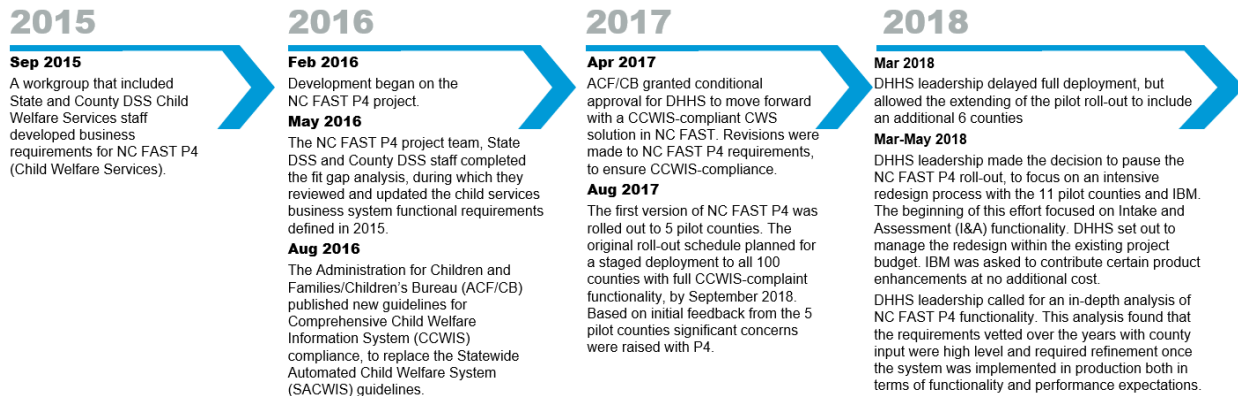 2015
Sep 2015
A workgroup that included
State and County DSS Child
Welfare Services staff
developed business
requirements for NC FAST P4
(Child Welfare Services).
2016
Feb 2016
Development began on the
NC FAST P4 project.
May 2016
The NC FAST P4 project team, State
DSS and County DSS staff completed
the fit gap analysis, during which they
reviewed and updated the child services
business system functional requirements
defined in 2015.
Aug 2016
The Administration for Children and
Families/Children's Bureau (ACF/CB)
published new guidelines for
Comprehensive Child Welfare
Information System (CCWIS)
compliance, to replace the Statewide
Automated Child Welfare System
(SACWIS) guidelines.
2017
Apr 2017
ACF/CB granted conditional
approval for DHHS to move forward
with a CCWIS-compliant CWS
solution in NC FAST. Revisions were
made to NC FAST P4 requirements,
to ensure CCWIS-compliance.
Aug 2017
The first version of NC FAST P4 was
rolled out to 5 pilot counties. The
original roll-out schedule planned for
a staged deployment to all 100
counties with full CCWIS-complaint
functionality, by September 2018.
Based on initial feedback from the 5
pilot counties significant concerns
were raised with P4.
2018
Mar 2018
DHHS leadership delayed full deployment, but
allowed the extending of the pilot roll-out to include
an additional 6 counties
Mar-May 2018
DHHS leadership made the decision to pause the
NC FAST P4 roll-out, to focus on an intensive
redesign process with the 11 pilot counties and IBM.
The beginning of this effort focused on Intake and
Assessment (I&A) functionality. DHHS set out to
manage the redesign within the existing project
budget. IBM was asked to contribute certain product
enhancements at no additional cost.
DHHS leadership called for an in-depth analysis of
NC FAST P4 functionality. This analysis found that
the requirements vetted over the years with county
input were high level and required refinement once
the system was implemented in production both in
terms of functionality and performance expectations.